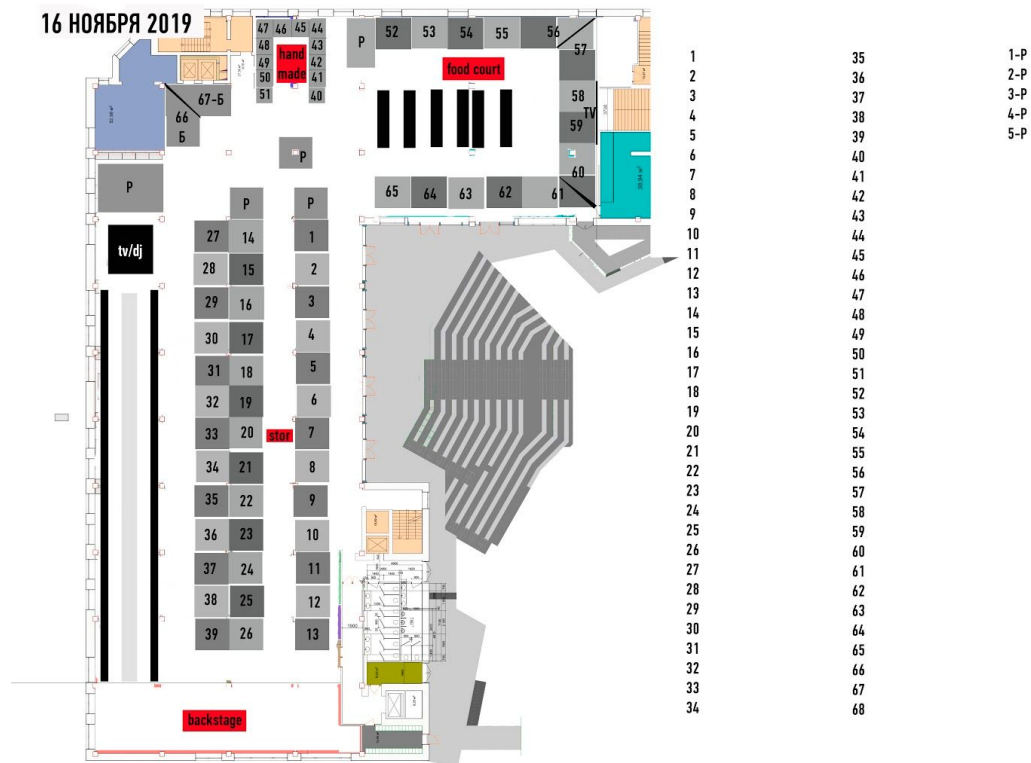 16 НОЯБРЯ 2019
47 46 45 44
48 43
49 42
50 41
51 40
hand
made
P
52 53 54 55 56
57
58
TV
59
60
food court
65 64 63 62 61
67-Б
66
Б
P
P
P
P
tv/dj
27 14 1
28 15 2
29 16 3
30 17 4
31 18 5
32 19 6
33 20 7
stor
34 21 8
35 22 9
36 23 10
37 24 11
38 25 12
39 26 13
backstage
1
2
3
4
5
6
7
8
9
10
11
12
13
14
15
16
17
18
19
20
21
22
23
24
25
26
27
28
29
30
31
32
33
34
35
36
37
38
39
40
41
42
43
44
45
46
47
48
49
50
51
52
53
54
55
56
57
58
59
60
61
62
63
64
65
66
67
68
1-P
2-P
3-P
4-P
5-P